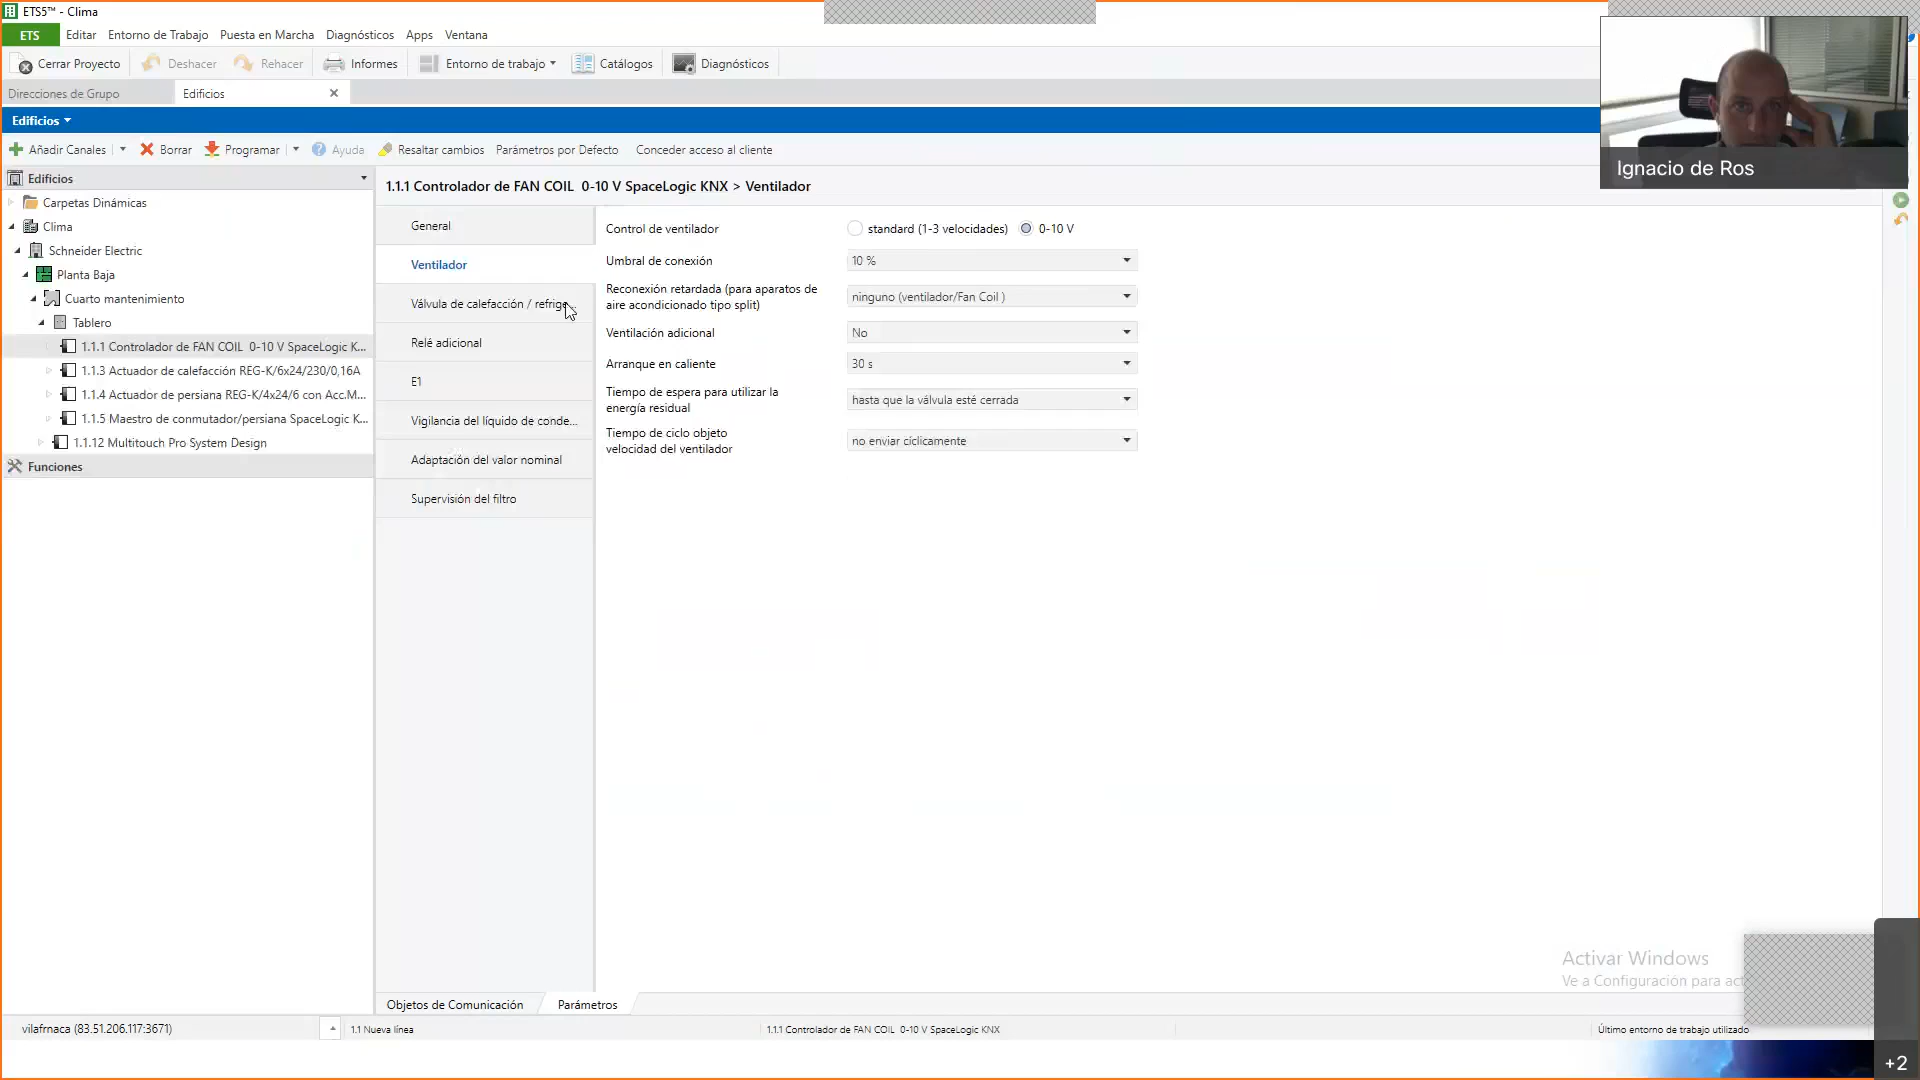 ETS5™ - Clima
ETS Editar Entorno de Trabajo Puesta en Marcha Diagnósticos Apps Ventana
Cerrar Proyecto Deshacer Rehacer Informes Entorno de trabajo Catálogos Diagnósticos
Direcciones de Grupo Edificios
Edificios
Añadir Canales Borrar Programar Ayuda Resaltar cambios Parámetros por Defecto Conceder acceso al cliente
Ignacio de Ros
Edificios
Carpetas Dinámicas
Clima
Schneider Electric
Planta Baja
Cuarto mantenimiento
Tablero
1.1.1 Controlador de FAN COIL 0-10 V SpaceLogic K...
1.1.3 Actuador de calefacción REG-K/6x24/230/0,16A
1.1.4 Actuador de persiana REG-K/4x24/6 con Acc.M...
1.1.5 Maestro de conmutador/persiana SpaceLogic K...
1.1.12 Multitouch Pro System Design
Funciones
1.1.1 Controlador de FAN COIL 0-10 V SpaceLogic KNX > Ventilador
General
Ventilador
Válvula de calefacción / refrige...
Relé adicional
E1
Vigilancia del líquido de conde...
Adaptación del valor nominal
Supervisión del filtro
Control de ventilador standard (1-3 velocidades) 0-10 V
Umbral de conexión 10 %
Reconexión retardada (para aparatos de
aire acondicionado tipo split) ninguno (ventilador/Fan Coil )
Ventilación adicional No
Arranque en caliente 30 s
Tiempo de espera para utilizar la
energía residual hasta que la válvula esté cerrada
Tiempo de ciclo objeto
velocidad del ventilador no enviar cíclicamente
Activar Windows
Ve a Configuración para act
Objetos de Comunicación Parámetros
vilafrnaca (83.51.206.117:3671) 1.1 Nueva línea 1.1.1 Controlador de FAN COIL 0-10 V SpaceLogic KNX Último entorno de trabajo utilizado
+2